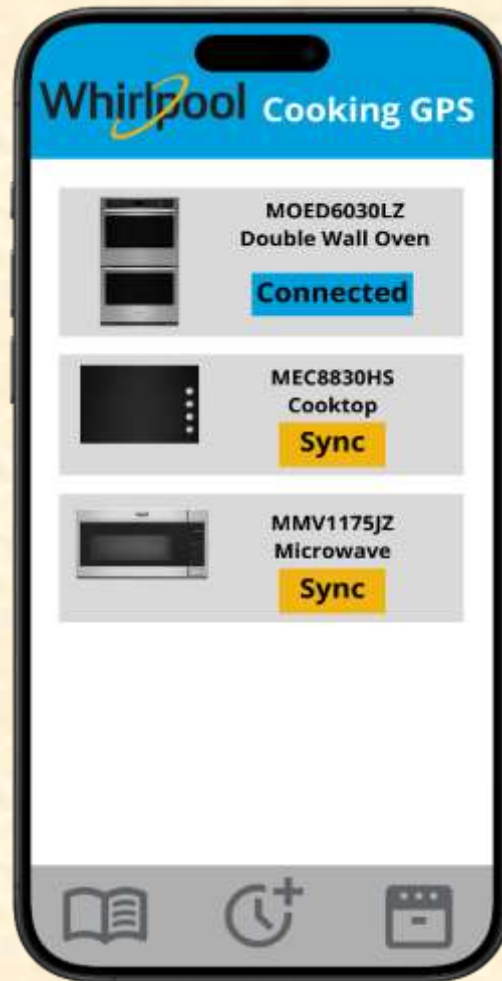 Whirlpool Cooking GPS
MOED6030LZ
Double Wall Oven
Connected
MEC8830HS
Cooktop
Sync
MMV1175JZ
Microwave
Sync